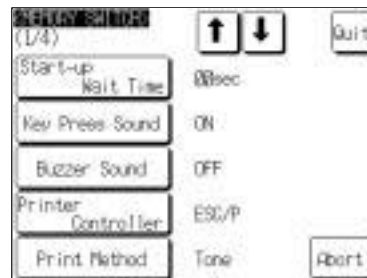 MEMORY SWITCH
(1/4)
Quit
Start-up
Wait Time
00sec
Key Press Sound
ON
Buzzer Sound
OFF
Printer
Controller
ESC/P
Print Method
Tone
Abort